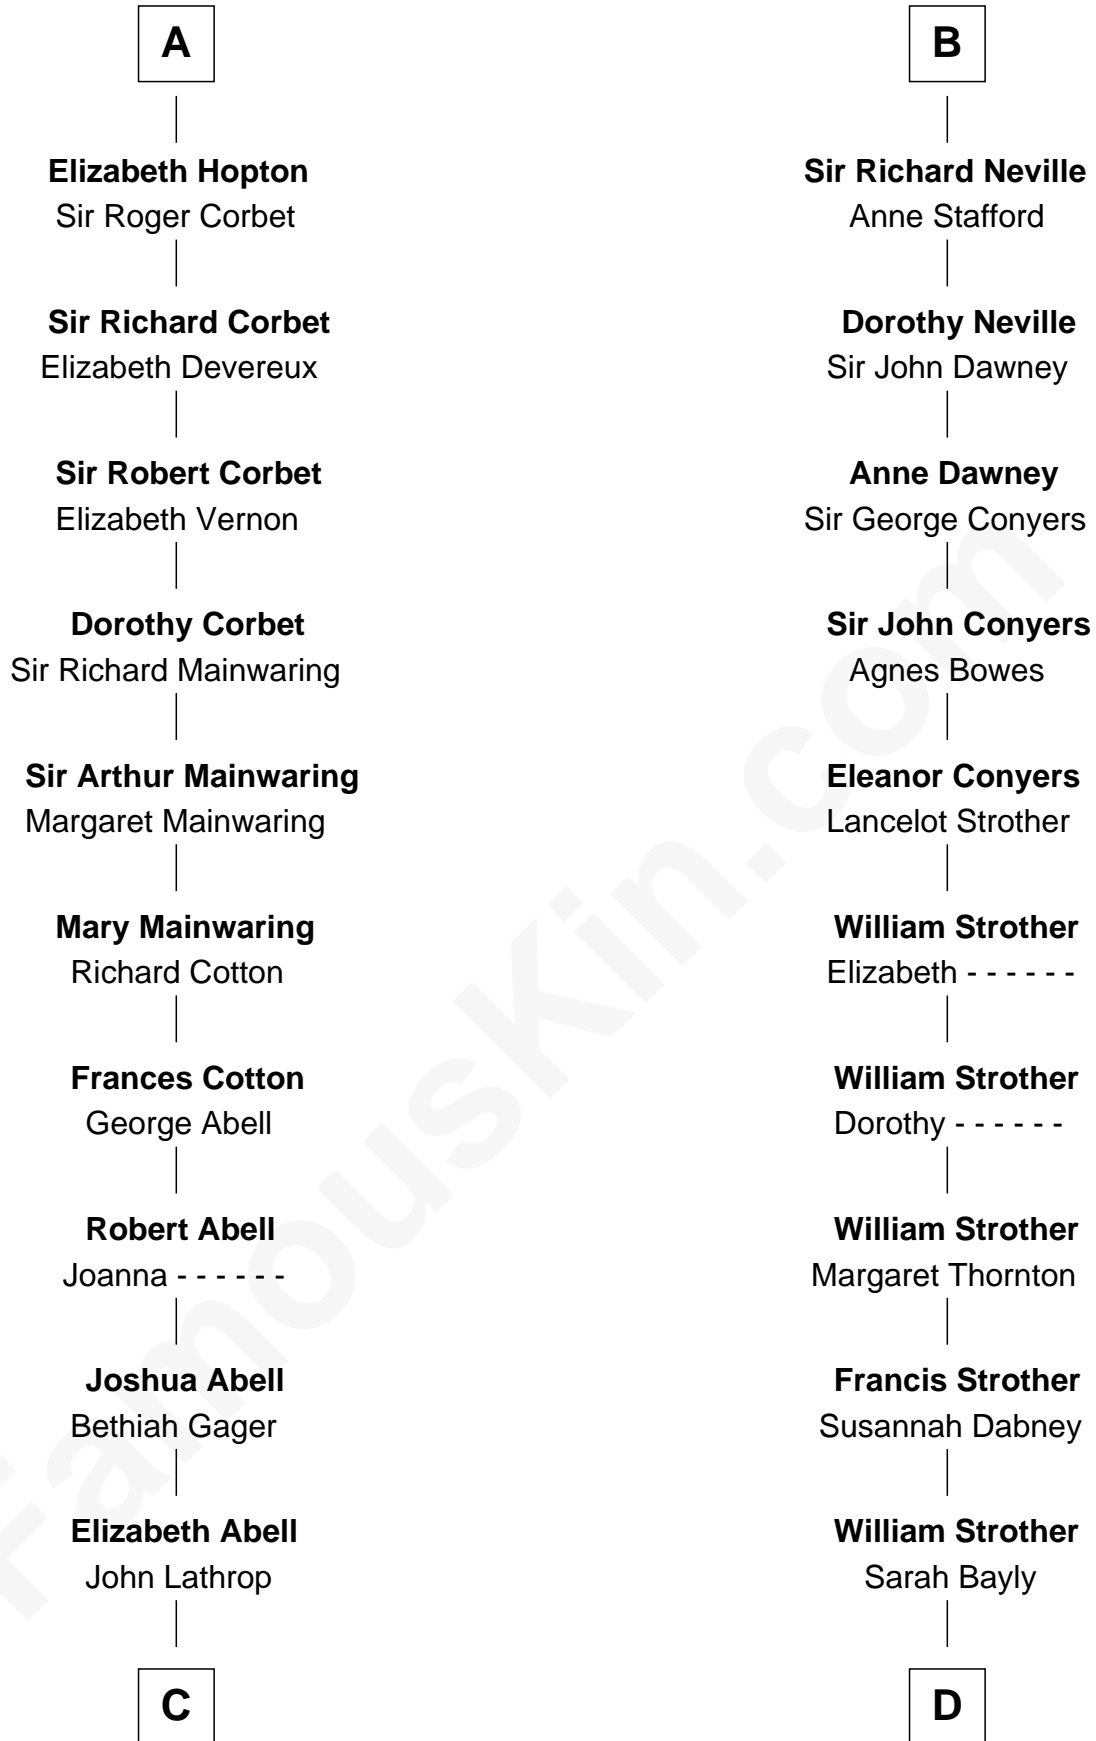 A
Elizabeth Hopton
Sir Roger Corbet
Sir Richard Corbet
Elizabeth Devereux
Sir Robert Corbet
Elizabeth Vernon
Dorothy Corbet
Sir Richard Mainwaring
Sir Arthur Mainwaring
Margaret Mainwaring
Mary Mainwaring
Richard Cotton
Frances Cotton
George Abell
Robert Abell
Joanna - - - - - -
Joshua Abell
Bethiah Gager
Elizabeth Abell
John Lathrop
C
B
Sir Richard Neville
Anne Stafford
Dorothy Neville
Sir John Dawney
Anne Dawney
Sir George Conyers
Sir John Conyers
Agnes Bowes
Eleanor Conyers
Lancelot Strother
William Strother
Elizabeth - - - - - -
William Strother
Dorothy - - - - - -
William Strother
Margaret Thornton
Francis Strother
Susannah Dabney
William Strother
Sarah Bayly
D
FamousKin.com